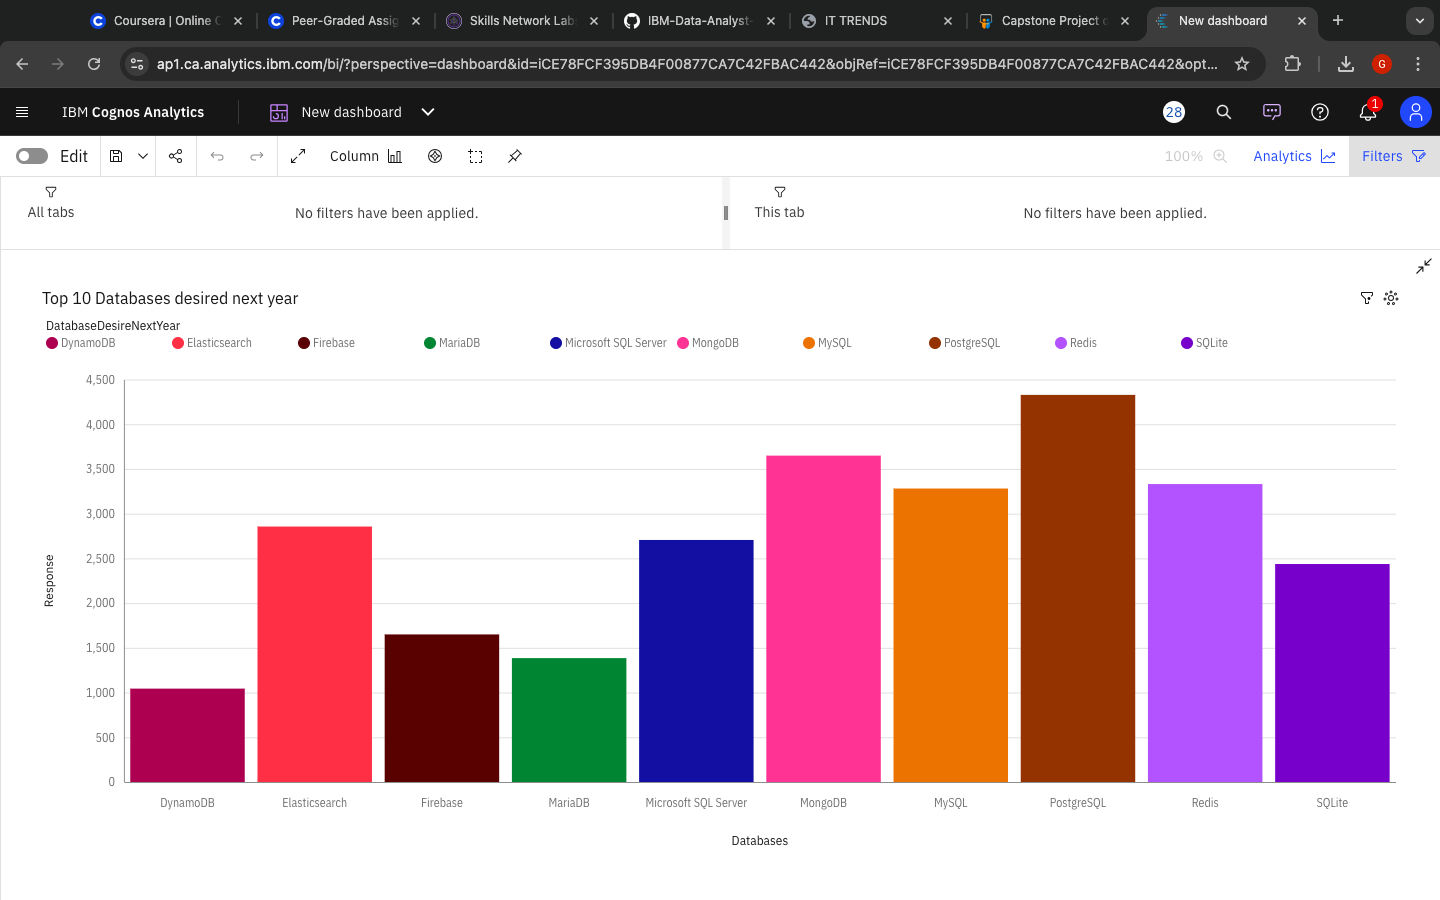 Coursera | Online C
Peer-Graded Assig
Skills Network Lab
IBM-Data-Analyst-
IT TRENDS
Capstone Project d
New dashboard
ap1.ca.analytics.ibm.com/bi/?perspective=dashboard&id=iCE78FCF395DB4F00877CA7C42FBAC442&objRef=iCE78FCF395DB4F00877CA7C42FBAC442&opt...
G
IBM Cognos Analytics
New dashboard
28
1
Edit
Column
100%
Analytics
Filters
All tabs
No filters have been applied.
This tab
No filters have been applied.
Top 10 Databases desired next year
DatabaseDesireNextYear
DynamoDB Elasticsearch Firebase MariaDB Microsoft SQL Server MongoDB MySQL PostgreSQL Redis SQLite
4,500
4,000
3,500
3,000
2,500
2,000
1,500
1,000
500
0
Response
DynamoDB Elasticsearch Firebase MariaDB Microsoft SQL Server MongoDB MySQL PostgreSQL Redis SQLite
Databases